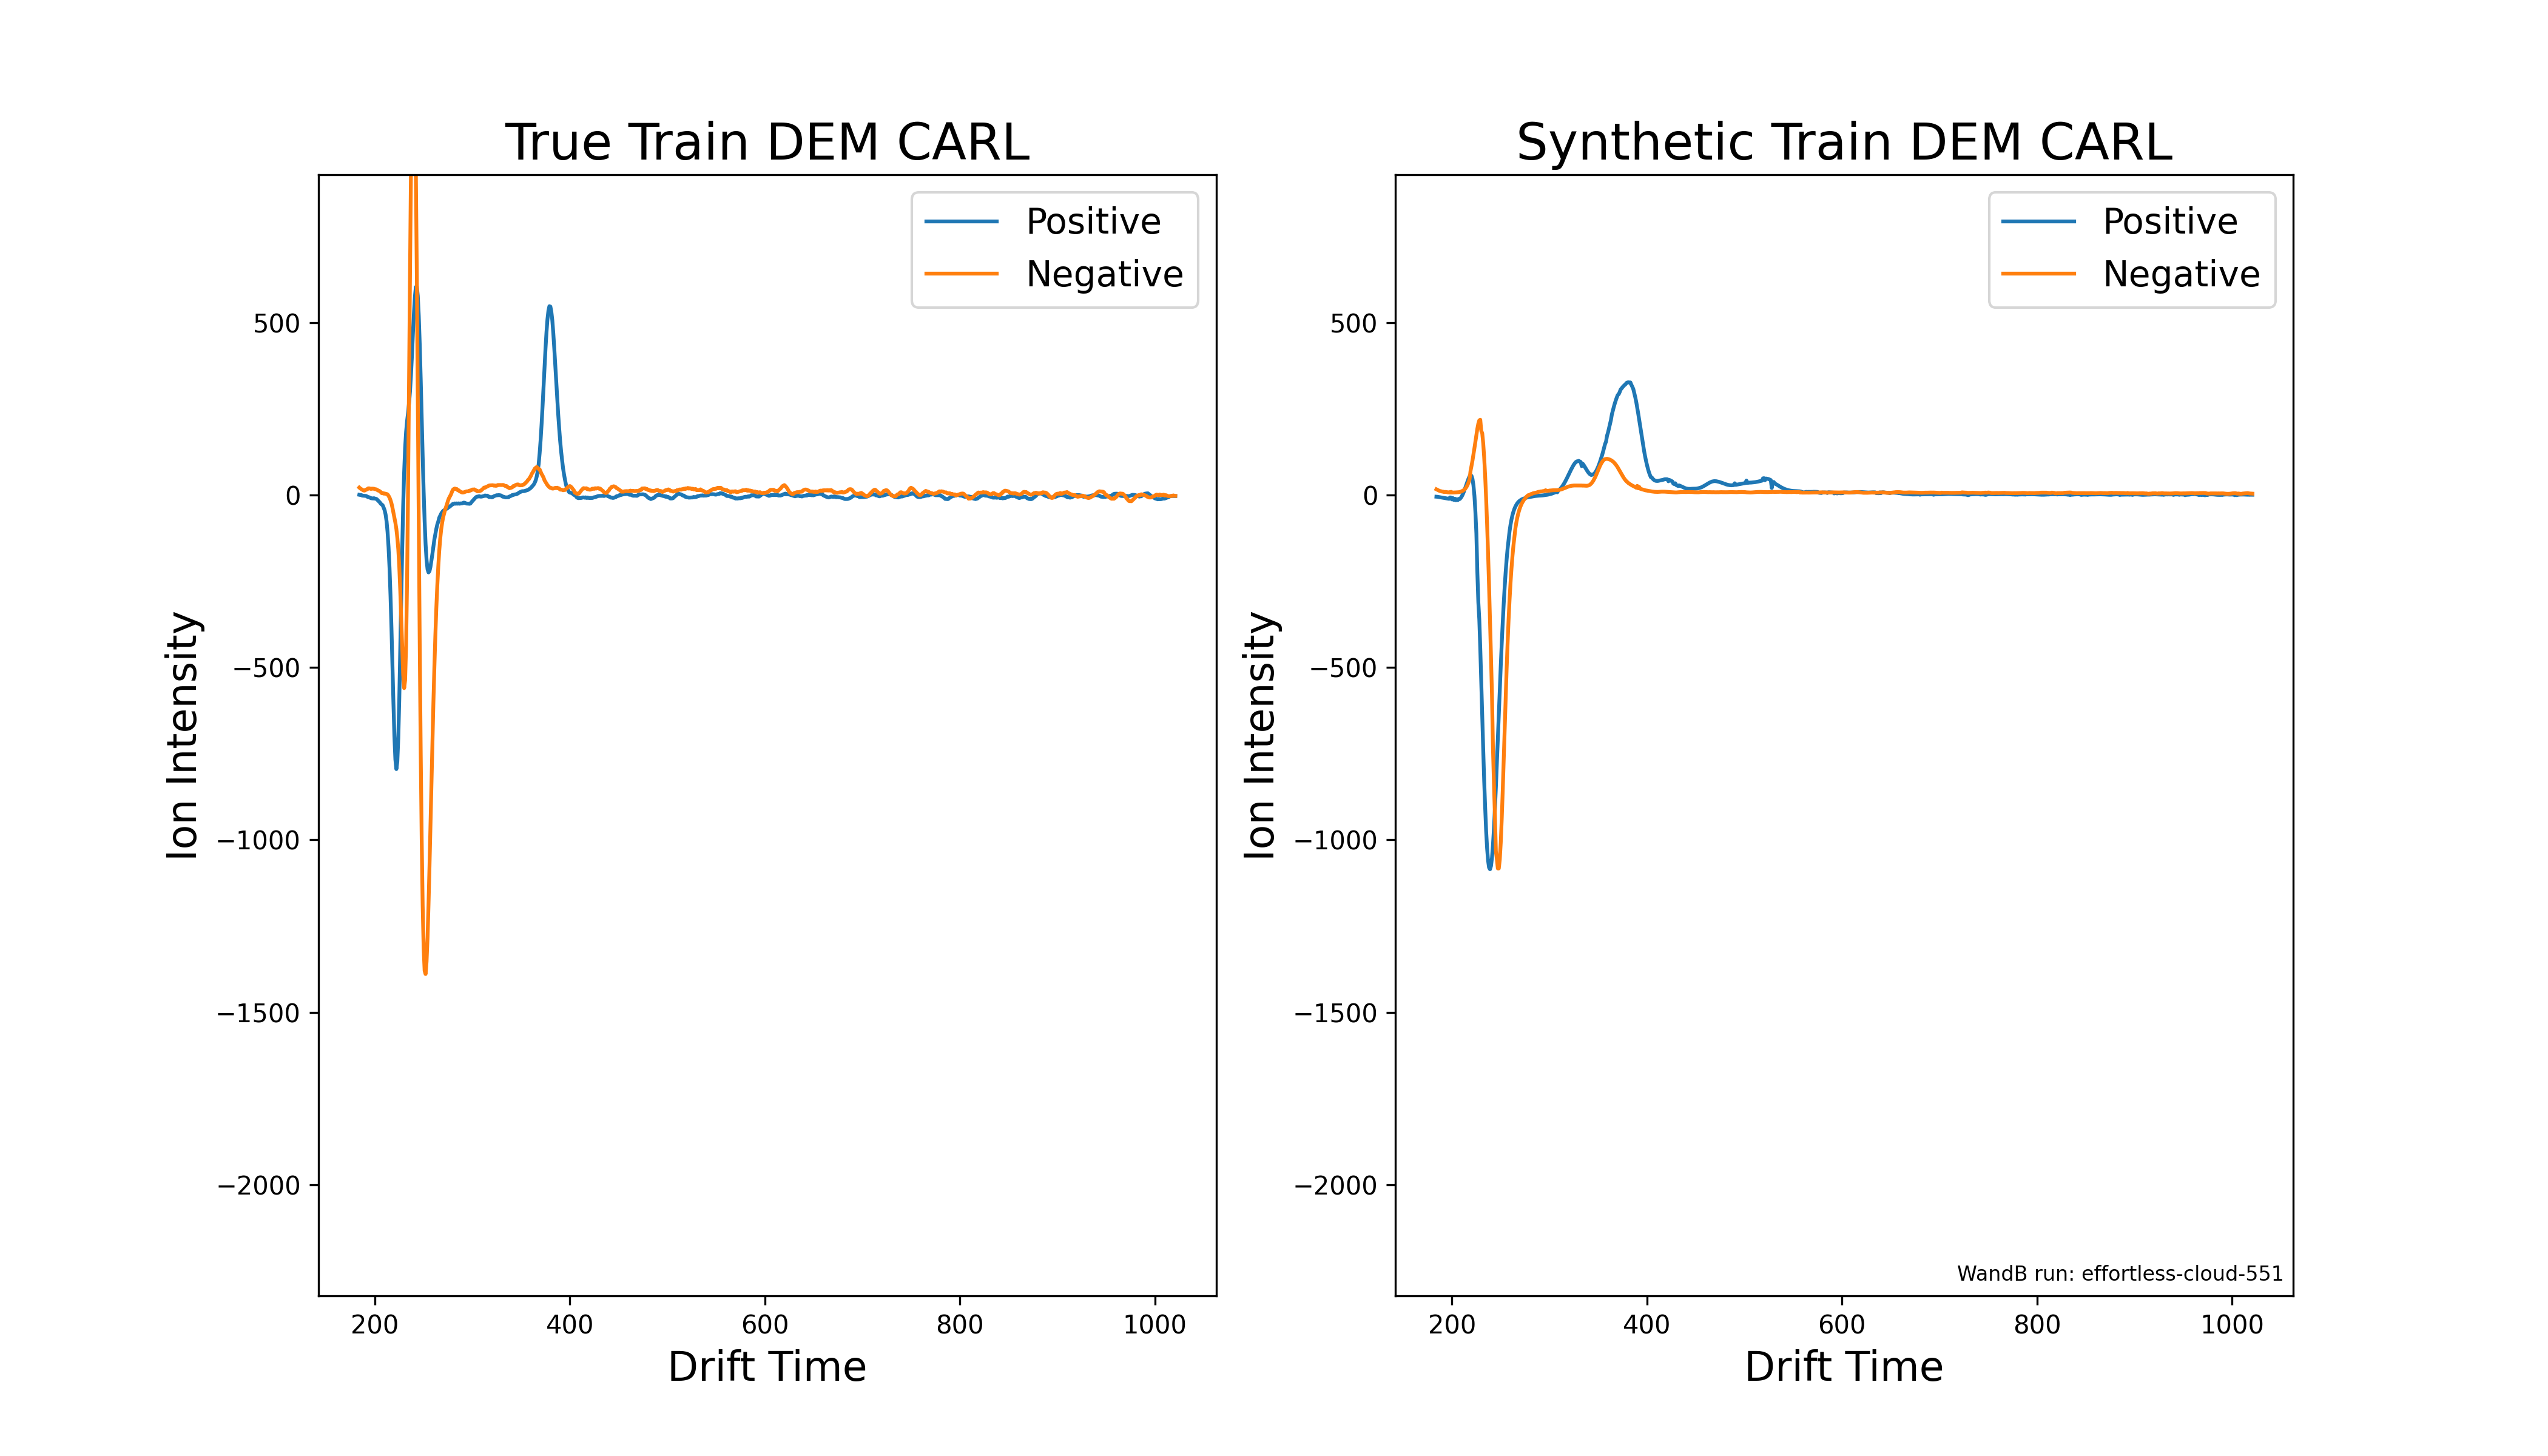 True Train DEM CARL
Positive
Negative
500
0
−500
−1000
−1500
−2000
Ion Intensity
200 400 600 800 1000
Drift Time
Synthetic Train DEM CARL
Positive
Negative
500
0
−500
−1000
−1500
−2000
Ion Intensity
WandB run: effortless-cloud-551
200 400 600 800 1000
Drift Time